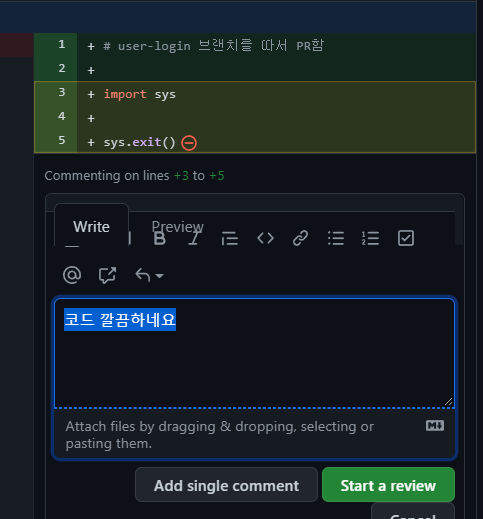 1 + # user-login 브랜치를 따서 PR함
2 +
3 + import sys
4 +
5 + sys.exit()
Commenting on lines +3 to +5
Write Preview
코드 깔끔하네요
Attach files by dragging & dropping, selecting or
pasting them.
Add single comment Start a review
Cancel